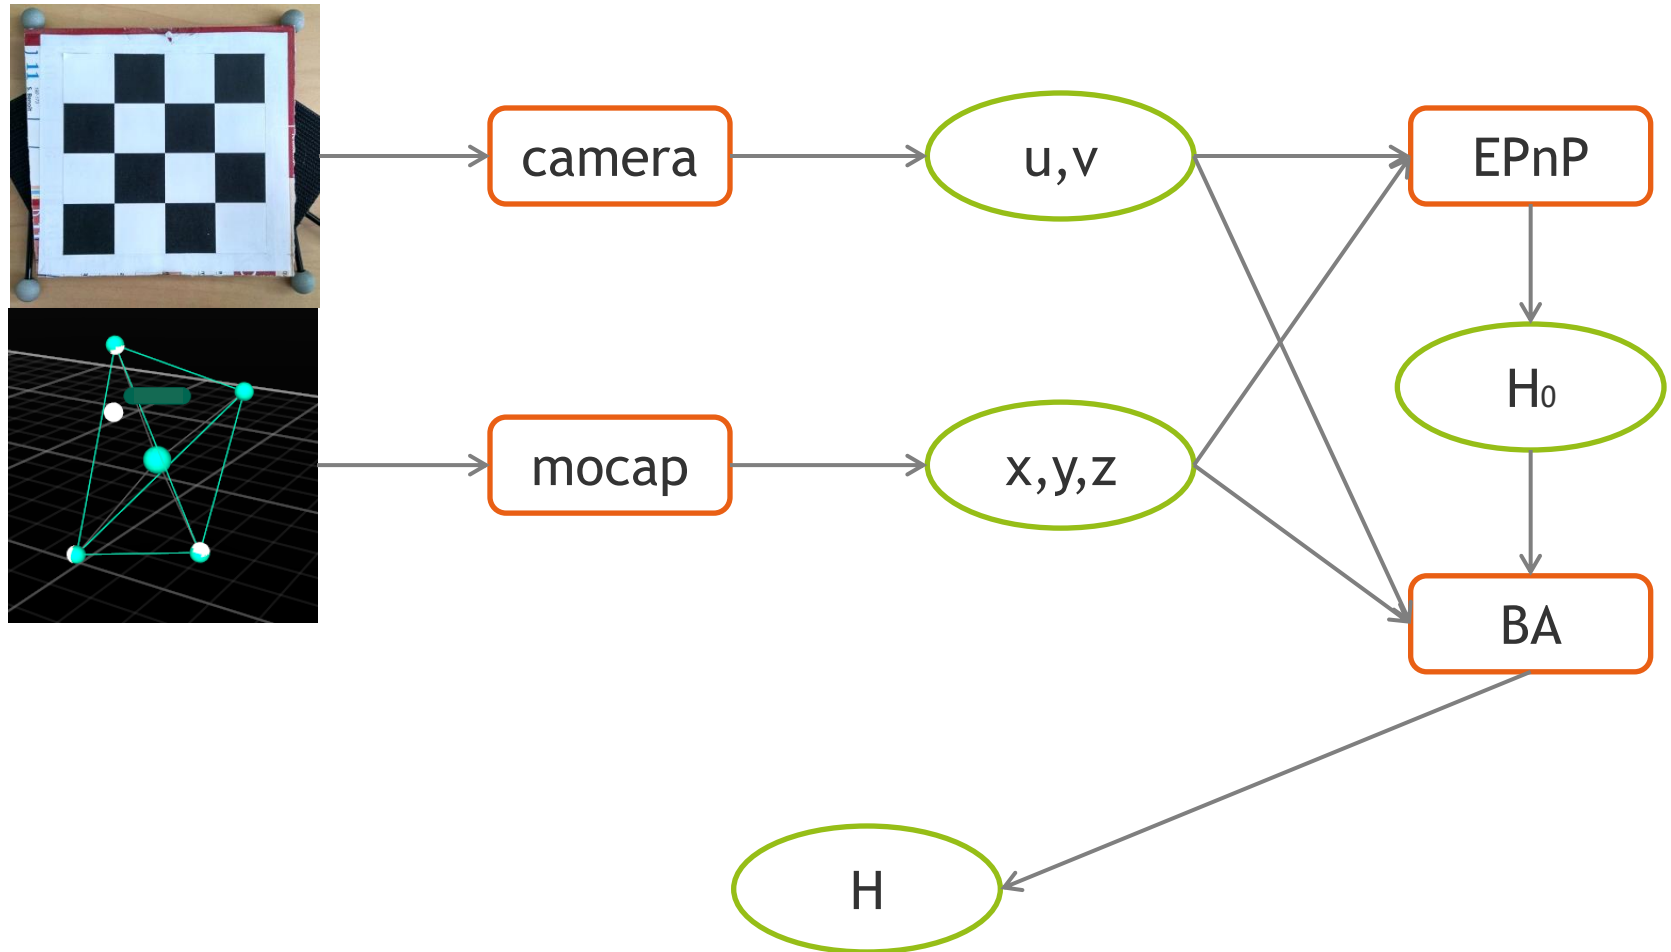 camera
u,v
EPnP
H₀
mocap
x,y,z
BA
H